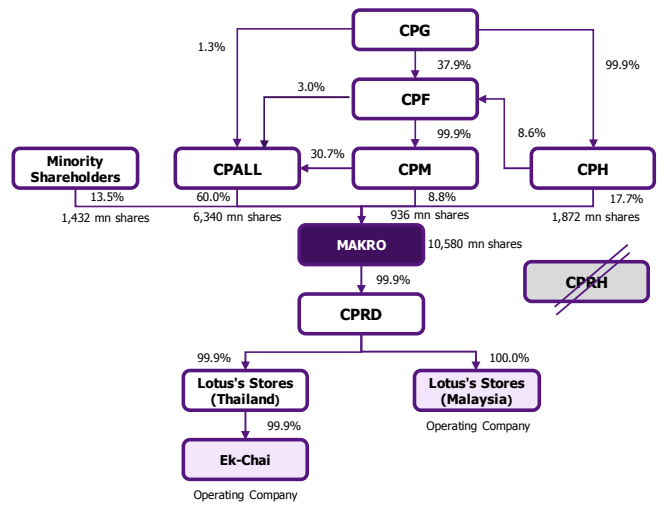 CPG
1.3%
37.9%
99.9%
3.0%
CPF
8.6%
99.9%
30.7%
Minority
Shareholders
CPALL
CPM
CPH
13.5%
60.0%
8.8%
17.7%
1,432 mn shares
6,340 mn shares
936 mn shares
1,872 mn shares
MAKRO
10,580 mn shares
99.9%
CPRH
CPRD
99.9%
100.0%
Lotus's Stores
(Thailand)
Lotus's Stores
(Malaysia)
99.9%
Operating Company
Ek-Chai
Operating Company